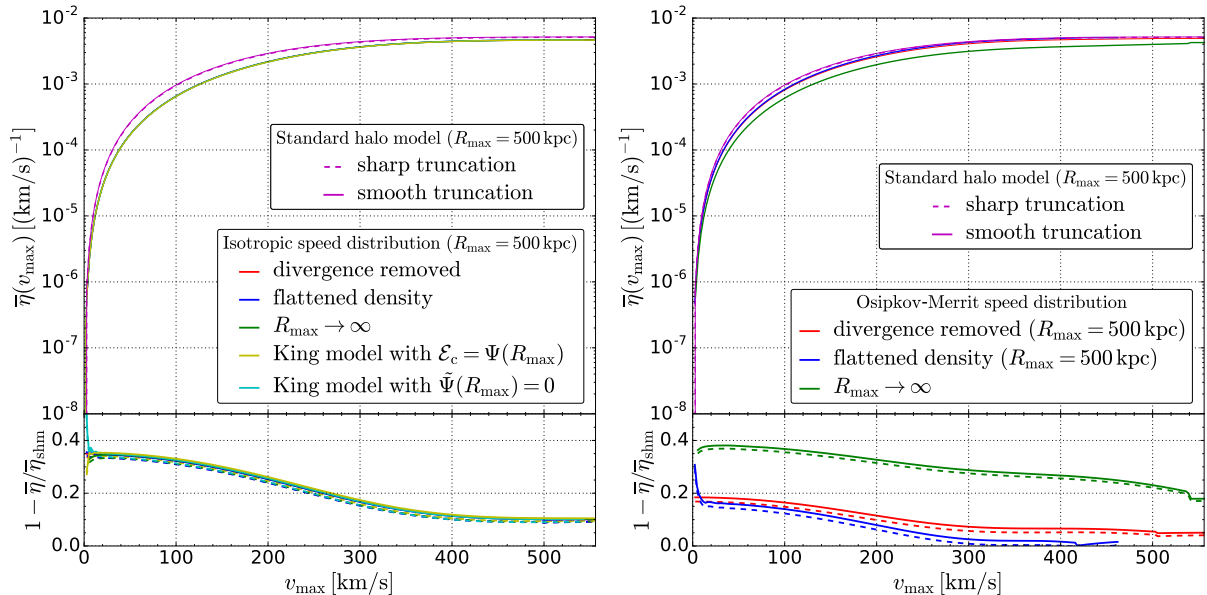 10⁻²
10⁻³
10⁻⁴
10⁻⁵
10⁻⁶
10⁻⁷
10⁻⁸
η̅(v_max) [(km/s)⁻¹]
Standard halo model (R_max = 500 kpc)
sharp truncation
smooth truncation
Isotropic speed distribution (R_max = 500 kpc)
divergence removed
flattened density
R_max → ∞
King model with ℰ_c = Ψ(R_max)
King model with Ψ̃(R_max) = 0
0.4
0.2
0.0
1 − η̅/η̅_shm
0 100 200 300 400 500
v_max [km/s]
10⁻²
10⁻³
10⁻⁴
10⁻⁵
10⁻⁶
10⁻⁷
10⁻⁸
η̅(v_max) [(km/s)⁻¹]
Standard halo model (R_max = 500 kpc)
sharp truncation
smooth truncation
Osipkov-Merrit speed distribution
divergence removed (R_max = 500 kpc)
flattened density (R_max = 500 kpc)
R_max → ∞
0.4
0.2
0.0
1 − η̅/η̅_shm
0 100 200 300 400 500
v_max [km/s]